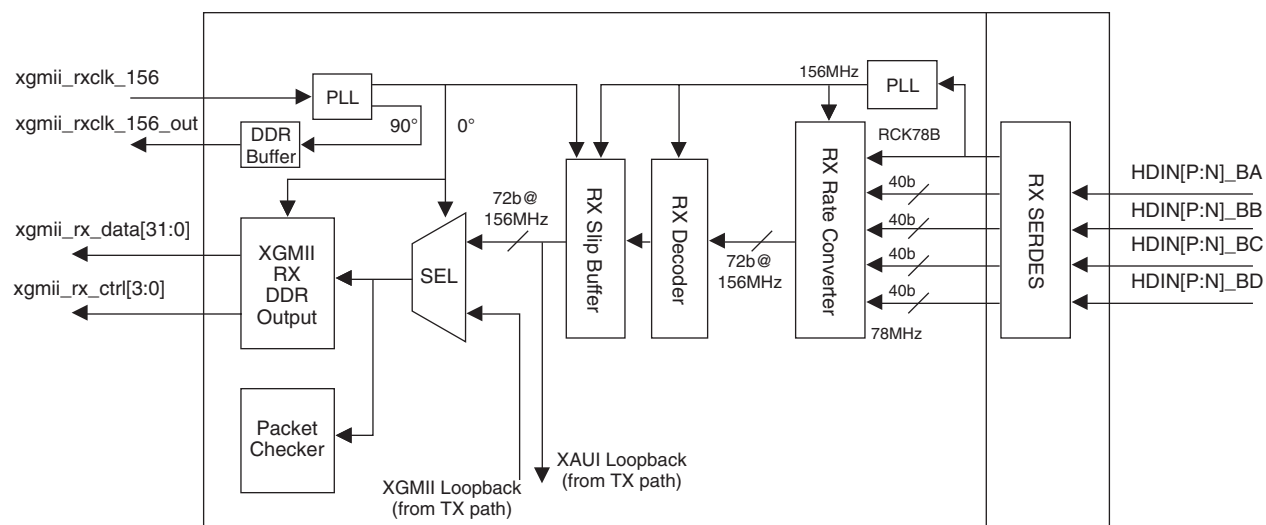 xgmii_rxclk_156
PLL
156MHz
PLL
xgmii_rxclk_156_out
DDR
Buffer
90°
0°
RCK78B
HDIN[P:N]_BA
HDIN[P:N]_BB
HDIN[P:N]_BC
HDIN[P:N]_BD
40b
40b
40b
40b
78MHz
RX SERDES
RX Rate Converter
72b@
156MHz
RX Decoder
RX Slip Buffer
72b@
156MHz
SEL
xgmii_rx_data[31:0]
xgmii_rx_ctrl[3:0]
XGMII
RX
DDR
Output
Packet
Checker
XGMII Loopback
(from TX path)
XAUI Loopback
(from TX path)